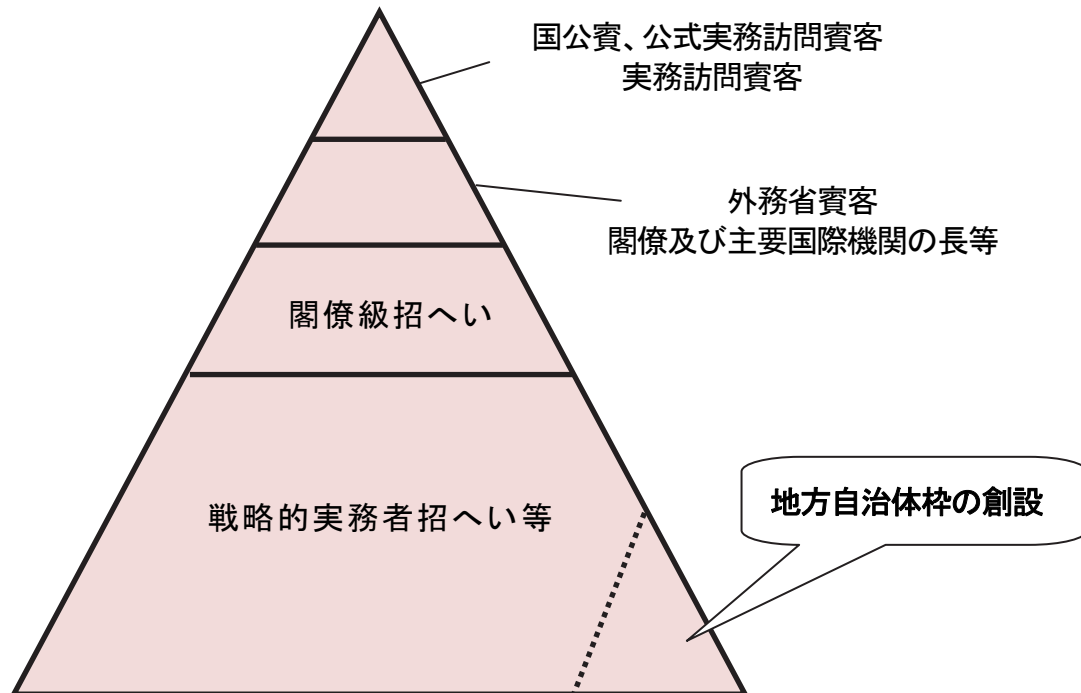 国公賓、公式実務訪問賓客
実務訪問賓客
外務省賓客
閣僚及び主要国際機関の長等
閣僚級招へい
戦略的実務者招へい等
地方自治体枠の創設